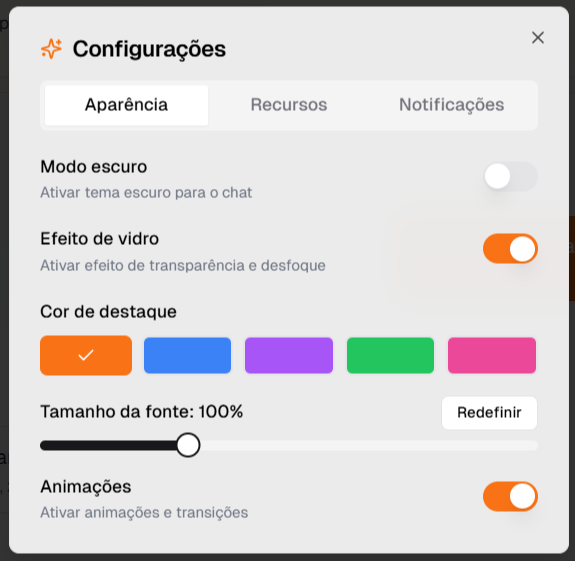 Configurações
Aparência
Recursos
Notificações
Modo escuro
Ativar tema escuro para o chat
Efeito de vidro
Ativar efeito de transparência e desfoque
Cor de destaque
Tamanho da fonte: 100%
Redefinir
Animações
Ativar animações e transições